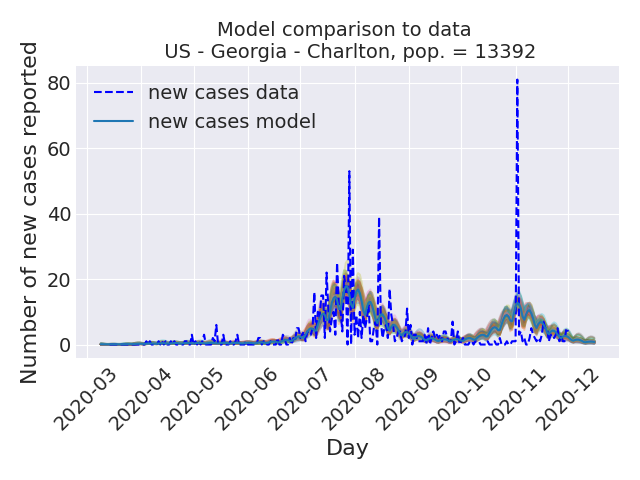 Model comparison to data
US - Georgia - Charlton, pop. = 13392
Number of new cases reported
80
60
40
20
0
new cases data
new cases model
2020-03
2020-04
2020-05
2020-06
2020-07
2020-08
2020-09
2020-10
2020-11
2020-12
Day